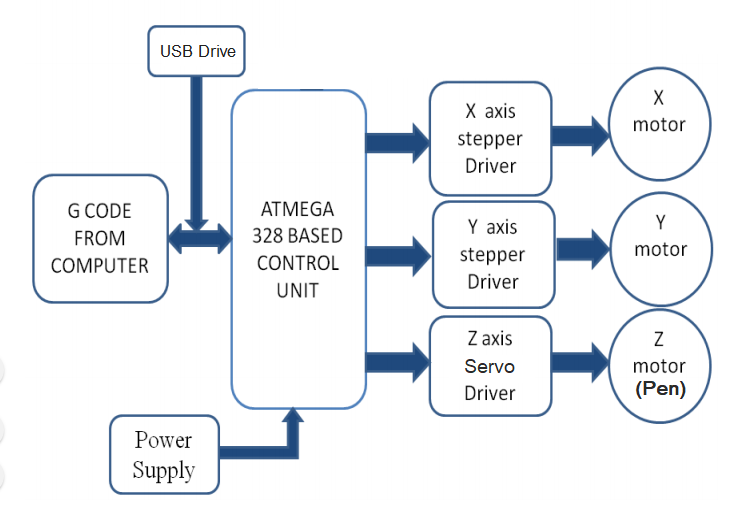 USB Drive
G CODE
FROM
COMPUTER
ATMEGA
328 BASED
CONTROL
UNIT
Power
Supply
X axis
stepper
Driver
X
motor
Y axis
stepper
Driver
Y
motor
Z axis
Servo
Driver
Z
motor
(Pen)